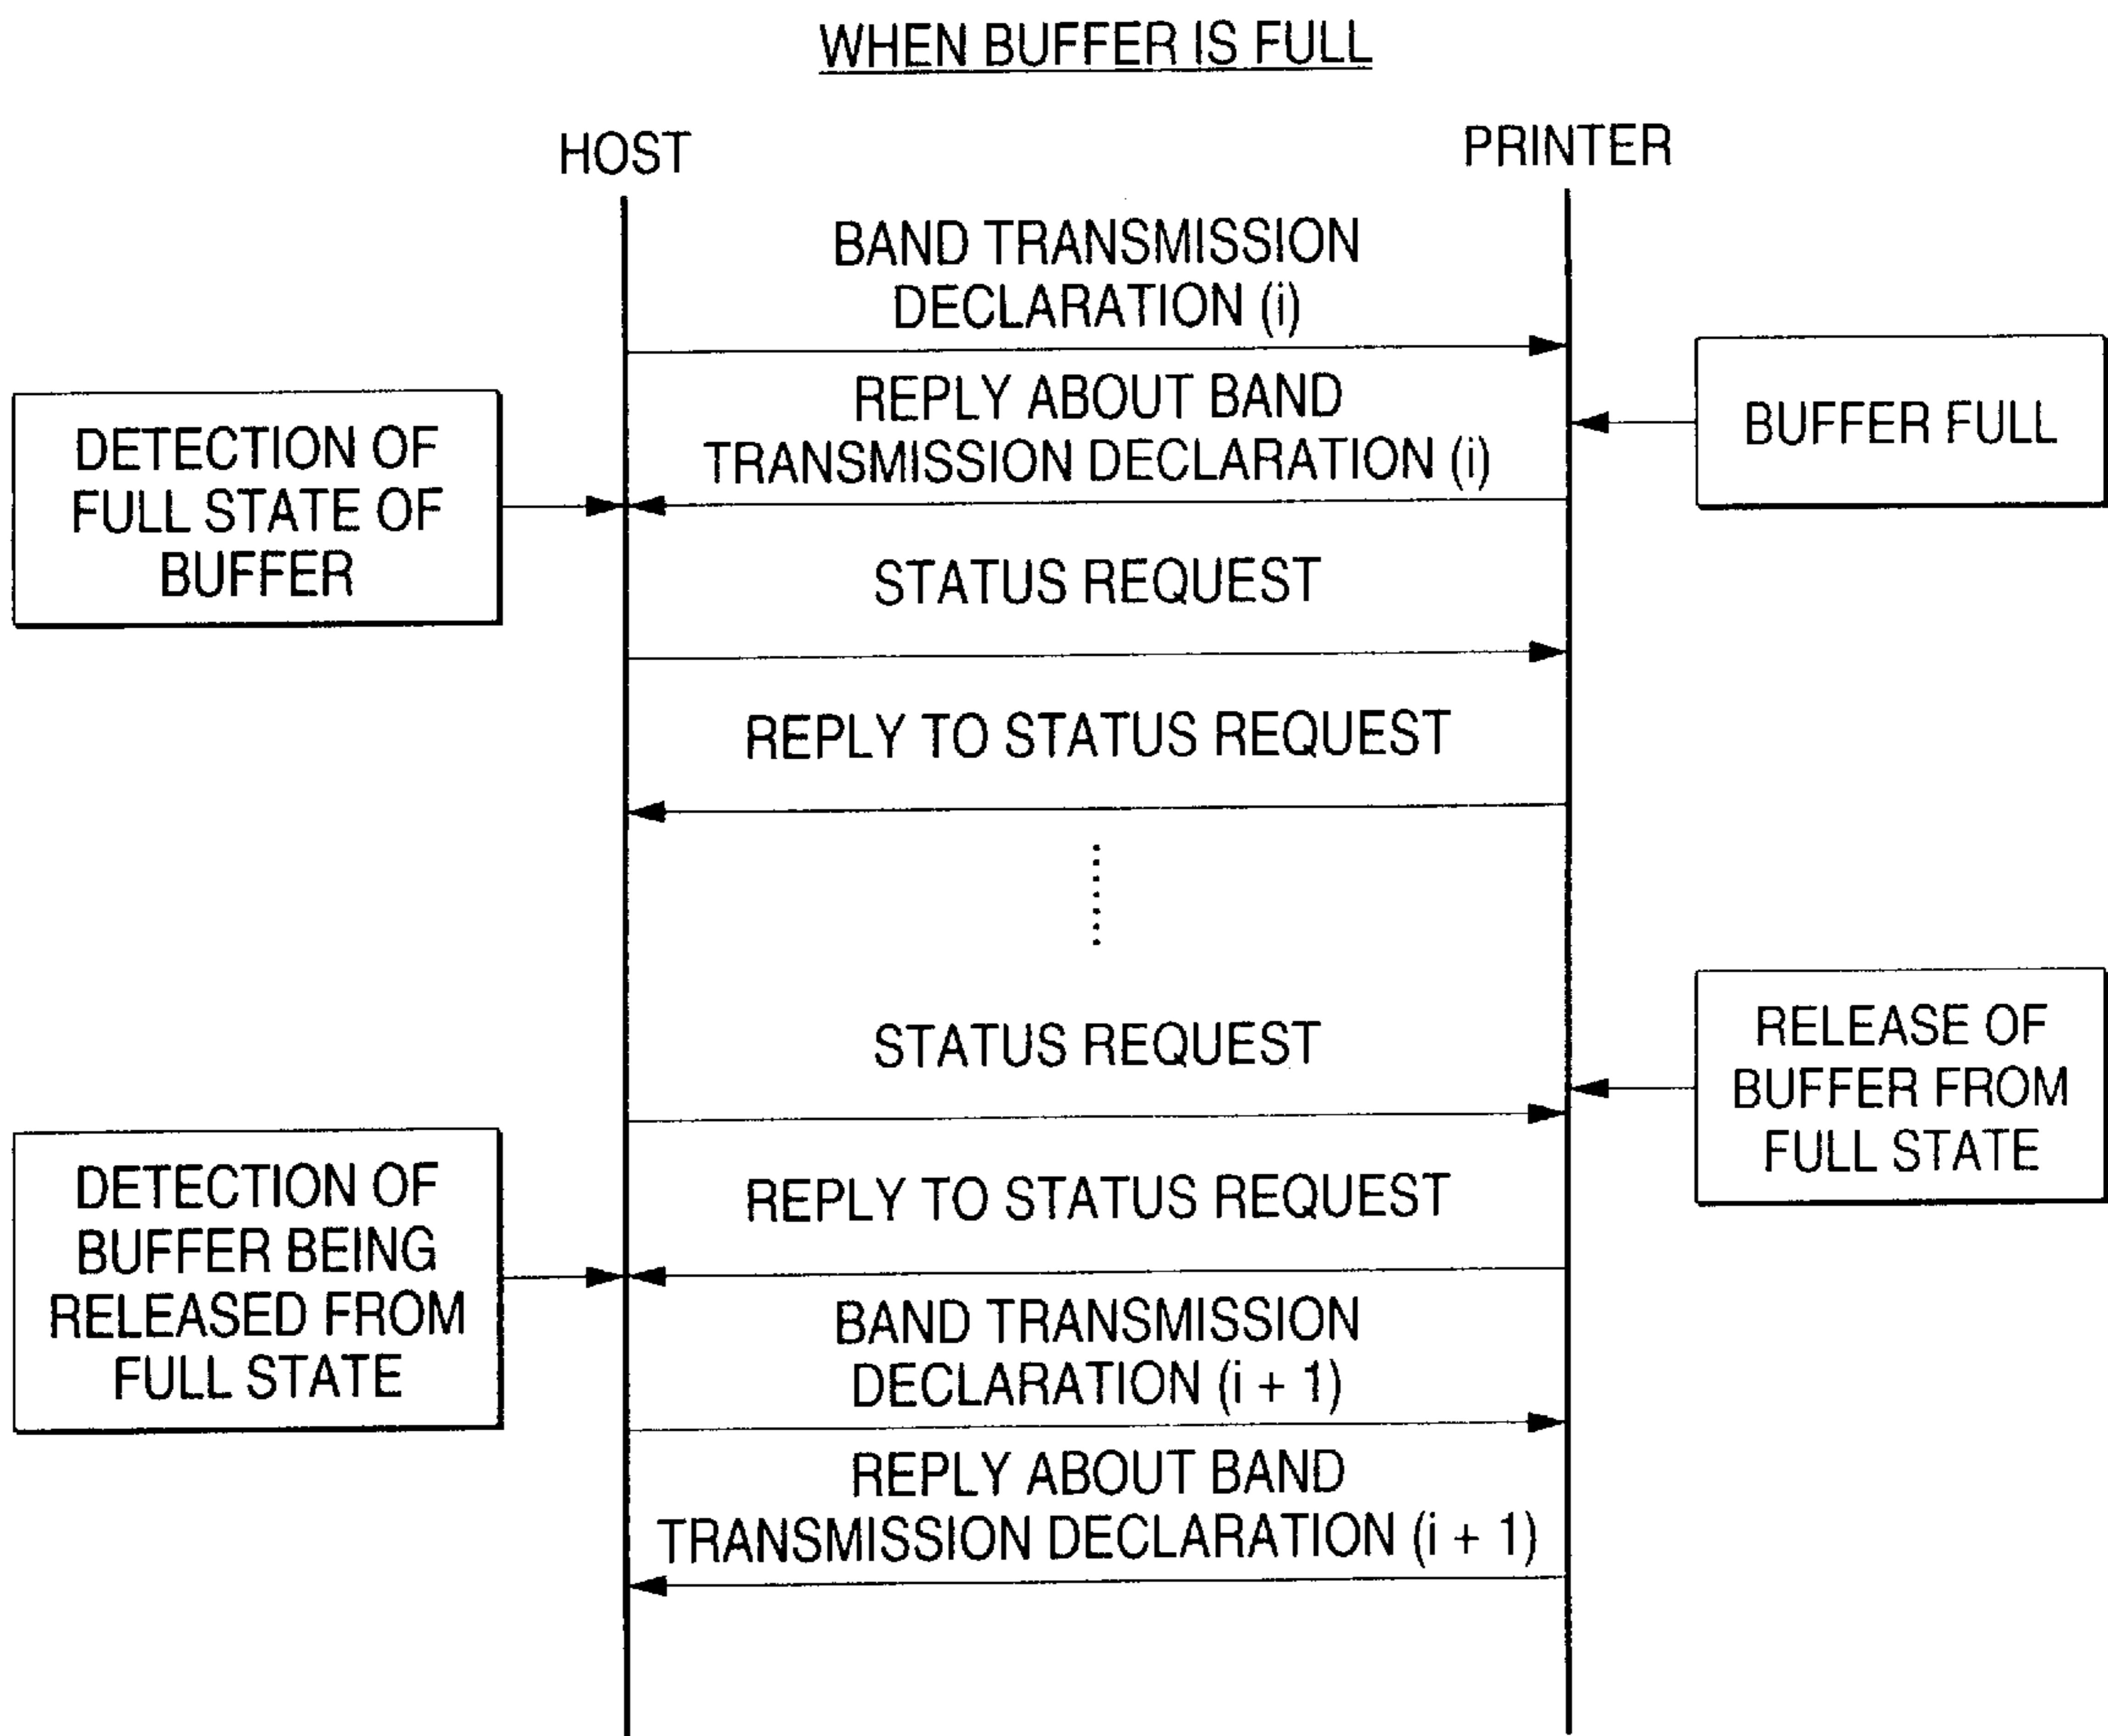 WHEN BUFFER IS FULL
HOST
PRINTER
BAND TRANSMISSION
DECLARATION (i)
REPLY ABOUT BAND
TRANSMISSION DECLARATION (i)
BUFFER FULL
DETECTION OF
FULL STATE OF
BUFFER
STATUS REQUEST
REPLY TO STATUS REQUEST
STATUS REQUEST
RELEASE OF
BUFFER FROM
FULL STATE
REPLY TO STATUS REQUEST
DETECTION OF
BUFFER BEING
RELEASED FROM
FULL STATE
BAND TRANSMISSION
DECLARATION (i + 1)
REPLY ABOUT BAND
TRANSMISSION DECLARATION (i + 1)